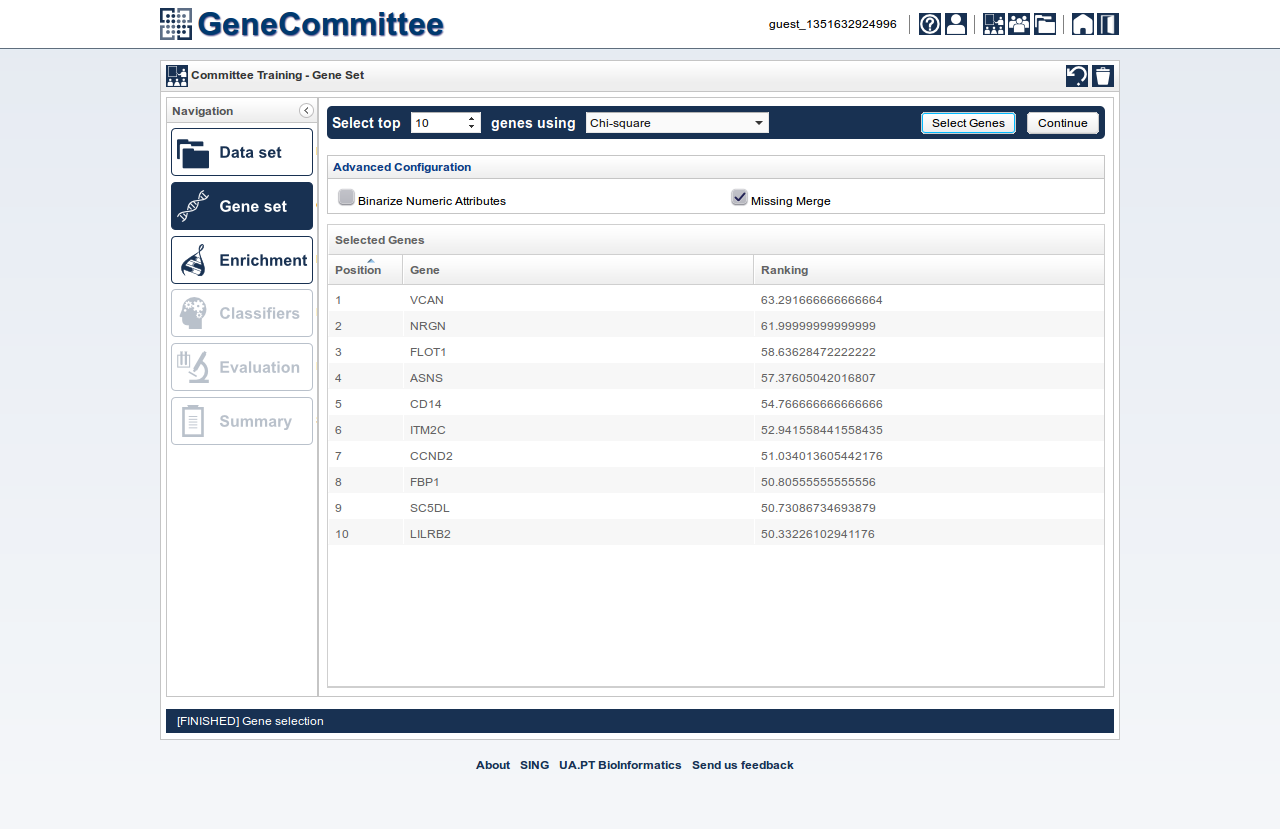 GeneCommittee
guest_1351632924996
Committee Training - Gene Set
Navigation
Data set
Gene set
Enrichment
Classifiers
Evaluation
Summary
Select top 10 genes using Chi-square Select Genes Continue
Advanced Configuration
Binarize Numeric Attributes Missing Merge
Selected Genes
Position Gene Ranking
1 VCAN 63.291666666666664
2 NRGN 61.99999999999999
3 FLOT1 58.63628472222222
4 ASNS 57.37605042016807
5 CD14 54.766666666666666
6 ITM2C 52.941558441558435
7 CCND2 51.034013605442176
8 FBP1 50.80555555555556
9 SC5DL 50.73086734693879
10 LILRB2 50.33226102941176
[FINISHED] Gene selection
About SING UA.PT BioInformatics Send us feedback